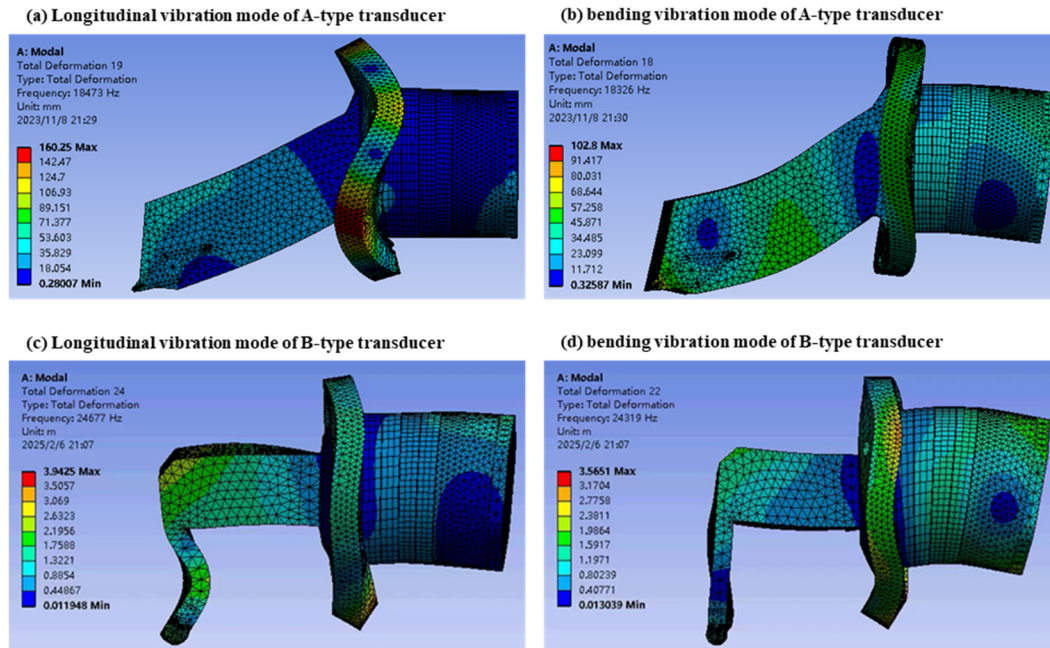 (a) Longitudinal vibration mode of A-type transducer
A: Modal
Total Deformation 19
Type: Total Deformation
Frequency: 18473 Hz
Unit: mm
2023/11/8 21:29
160.25 Max
142.47
124.7
106.93
89.151
71.377
53.603
35.829
18.054
0.28007 Min
(b) bending vibration mode of A-type transducer
A: Modal
Total Deformation 18
Type: Total Deformation
Frequency: 18326 Hz
Unit: mm
2023/11/8 21:30
102.8 Max
91.417
80.031
68.644
57.258
45.871
34.485
23.099
11.712
0.32587 Min
(c) Longitudinal vibration mode of B-type transducer
A: Modal
Total Deformation 24
Type: Total Deformation
Frequency: 24677 Hz
Unit: m
2025/2/6 21:07
3.9425 Max
3.5057
3.069
2.6323
2.1956
1.7588
1.3221
0.8854
0.44867
0.011948 Min
(d) bending vibration mode of B-type transducer
A: Modal
Total Deformation 22
Type: Total Deformation
Frequency: 24319 Hz
Unit: m
2025/2/6 21:07
3.5651 Max
3.1704
2.7758
2.3811
1.9864
1.5917
1.1971
0.80239
0.40771
0.013039 Min